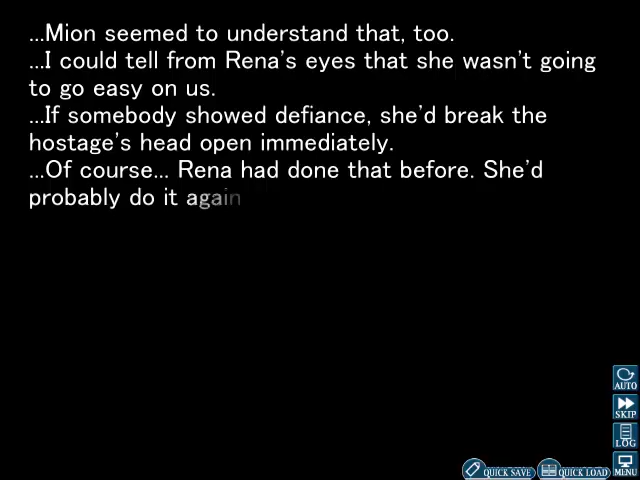 ...Mion seemed to understand that, too.
...I could tell from Rena's eyes that she wasn't going
to go easy on us.
...If somebody showed defiance, she'd break the
hostage's head open immediately.
...Of course... Rena had done that before. She'd
probably do it again
AUTO
SKIP
LOG
MENU
QUICK SAVE
QUICK LOAD